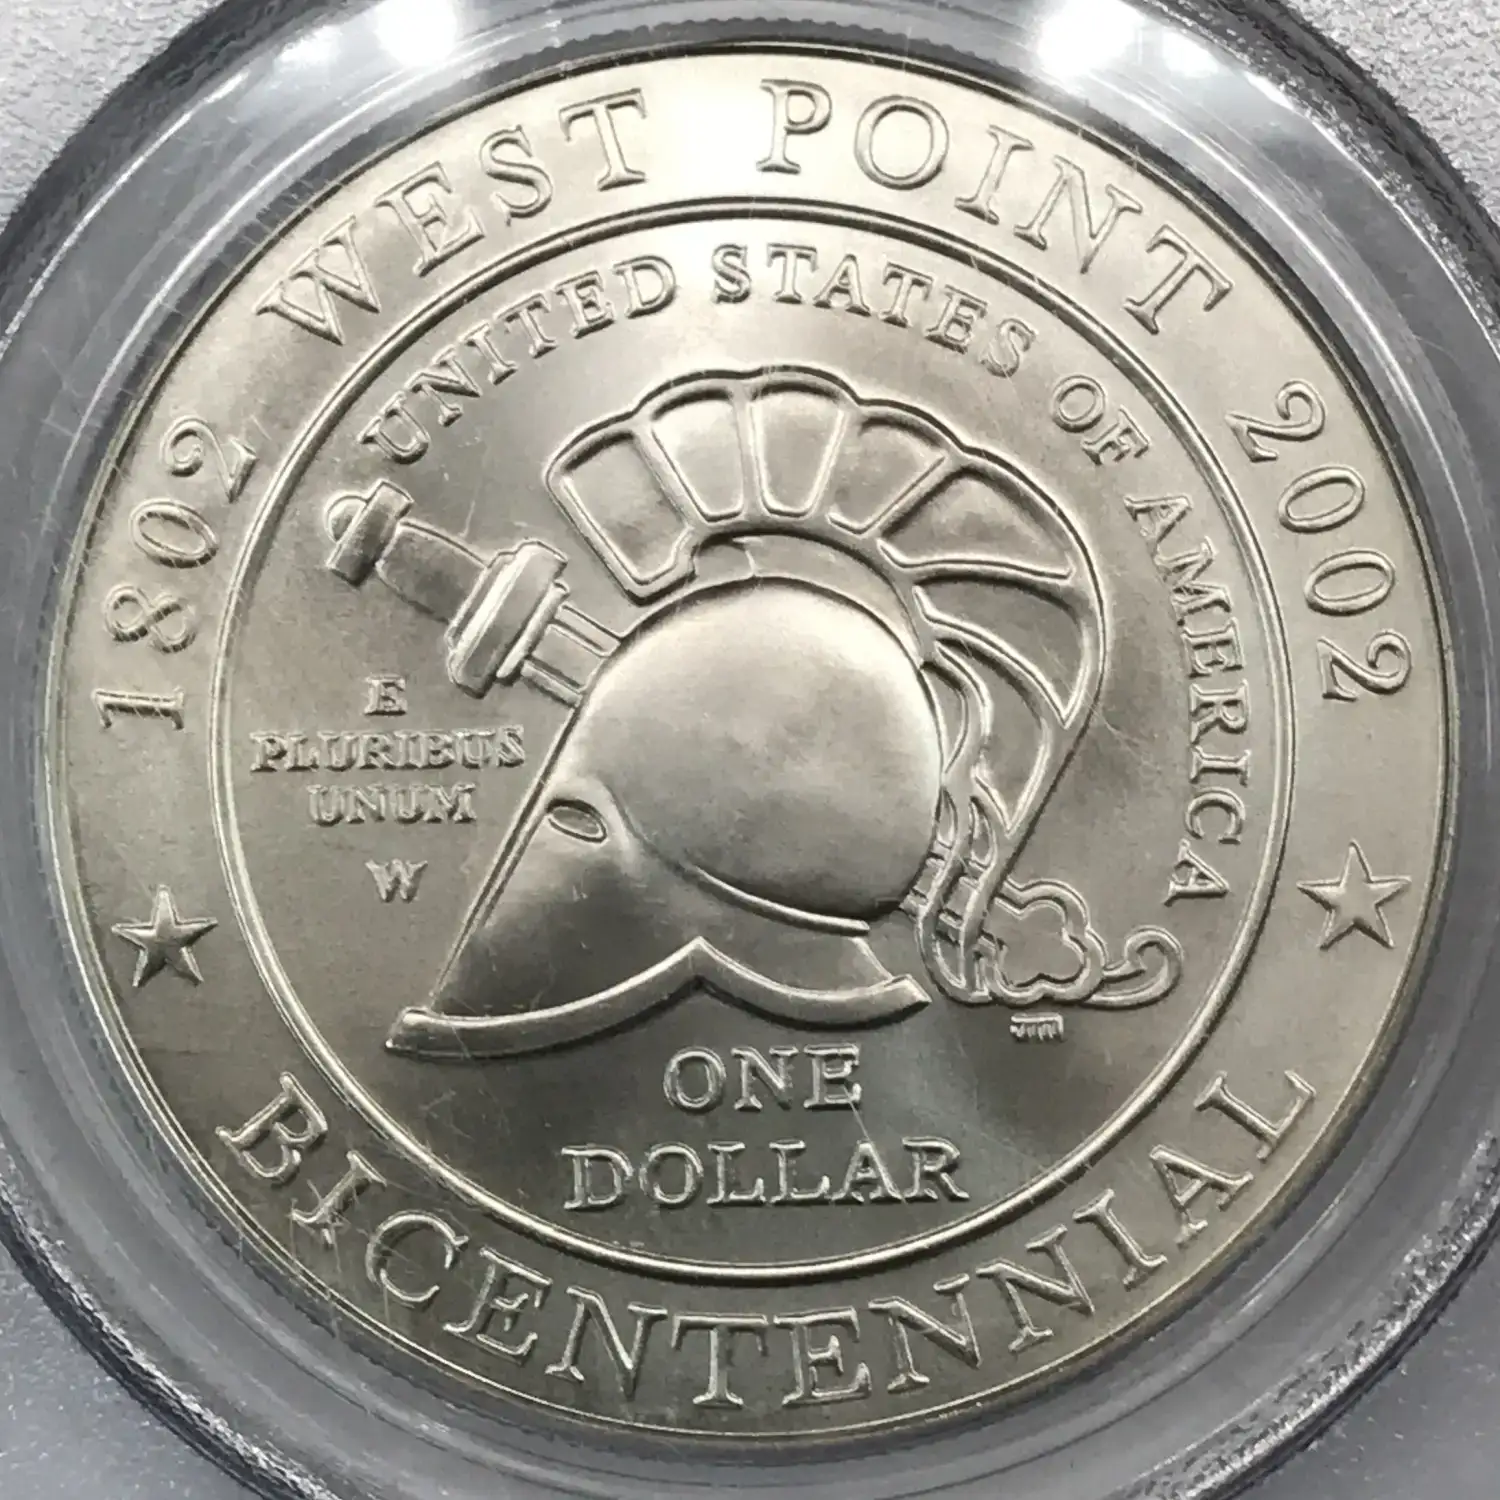 1802 WEST POINT 2002
UNITED STATES OF AMERICA
E
PLURIBUS
UNUM
W
ONE
DOLLAR
BICENTENNIAL